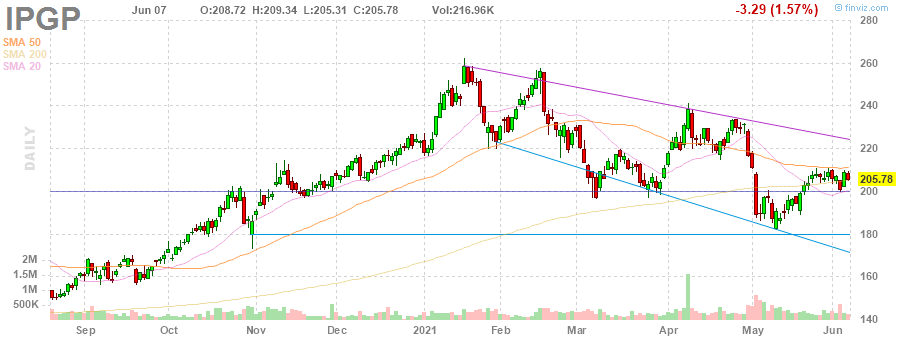 IPGP Jun 07 O:208.72 H:209.34 L:205.31 C:205.78 Vol:216.96K -3.29 (1.57%) © finviz.com
SMA 50
SMA 200
SMA 20
DAILY
280
260
240
220
205.78
200
180
160
140
2M
1.5M
1M
500K
Sep Oct Nov Dec 2021 Feb Mar Apr May Jun